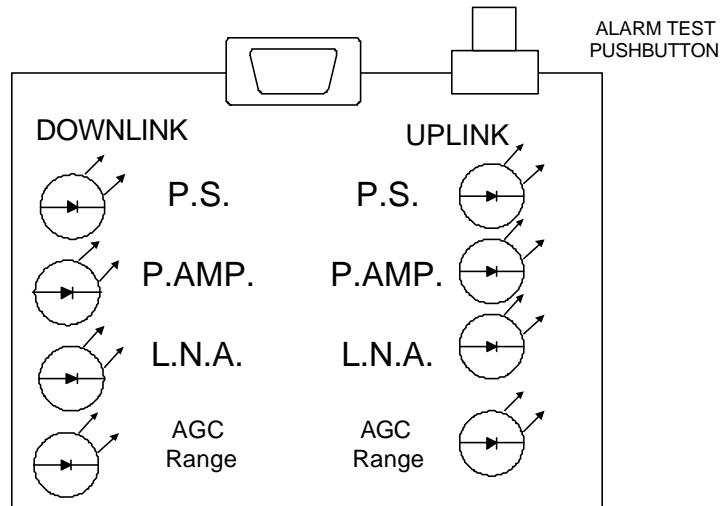 ALARM TEST
PUSHBUTTON
DOWNLINK
UPLINK
P.S.
P.S.
P.AMP.
P.AMP.
L.N.A.
L.N.A.
AGC
Range
AGC
Range